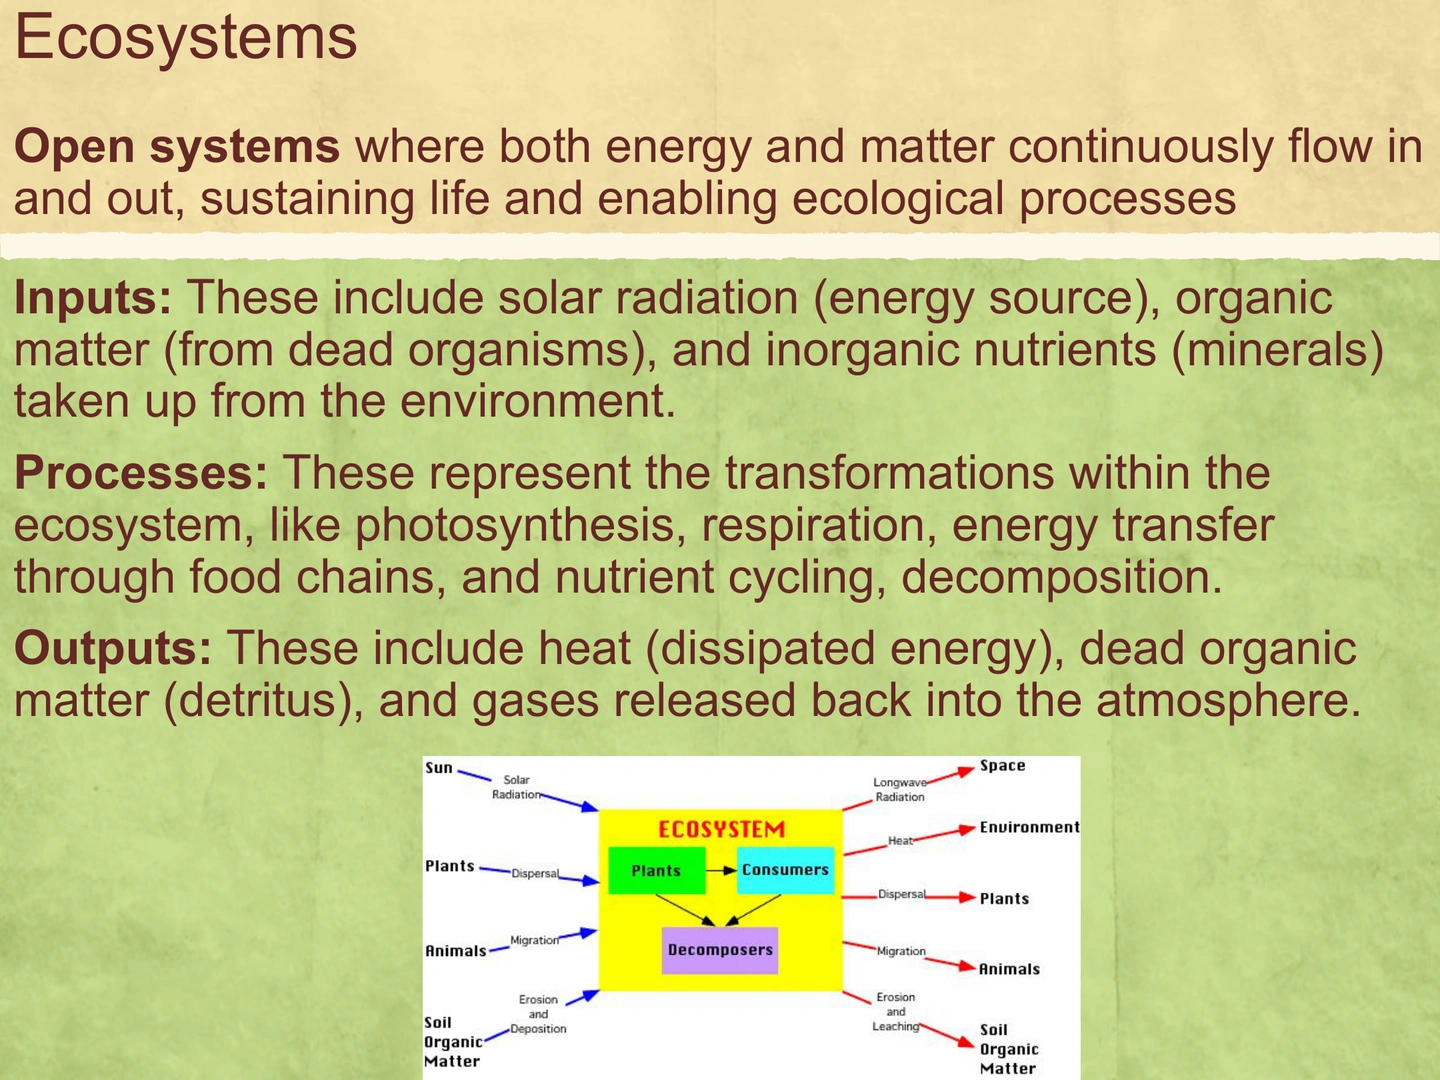 Ecosystems
Open systems where both energy and matter continuously flow in
and out, sustaining life and enabling ecological processes
Inputs: These include solar radiation (energy source), organic
matter (from dead organisms), and inorganic nutrients (minerals)
taken up from the environment.
Processes: These represent the transformations within the
ecosystem, like photosynthesis, respiration, energy transfer
through food chains, and nutrient cycling, decomposition.
Outputs: These include heat (dissipated energy), dead organic
matter (detritus), and gases released back into the atmosphere.
Sun
Solar
Radiation
Plants
Dispersal
Animals
Migration
Erosion
and
Deposition
Soil
Organic
Matter
ECOSYSTEM
Plants
Consumers
Decomposers
Space
Longwave
Radiation
Environment
Heat
Dispersal
Plants
Migration
Animals
Erosion
and
Leaching
Soil
Organic
Matter